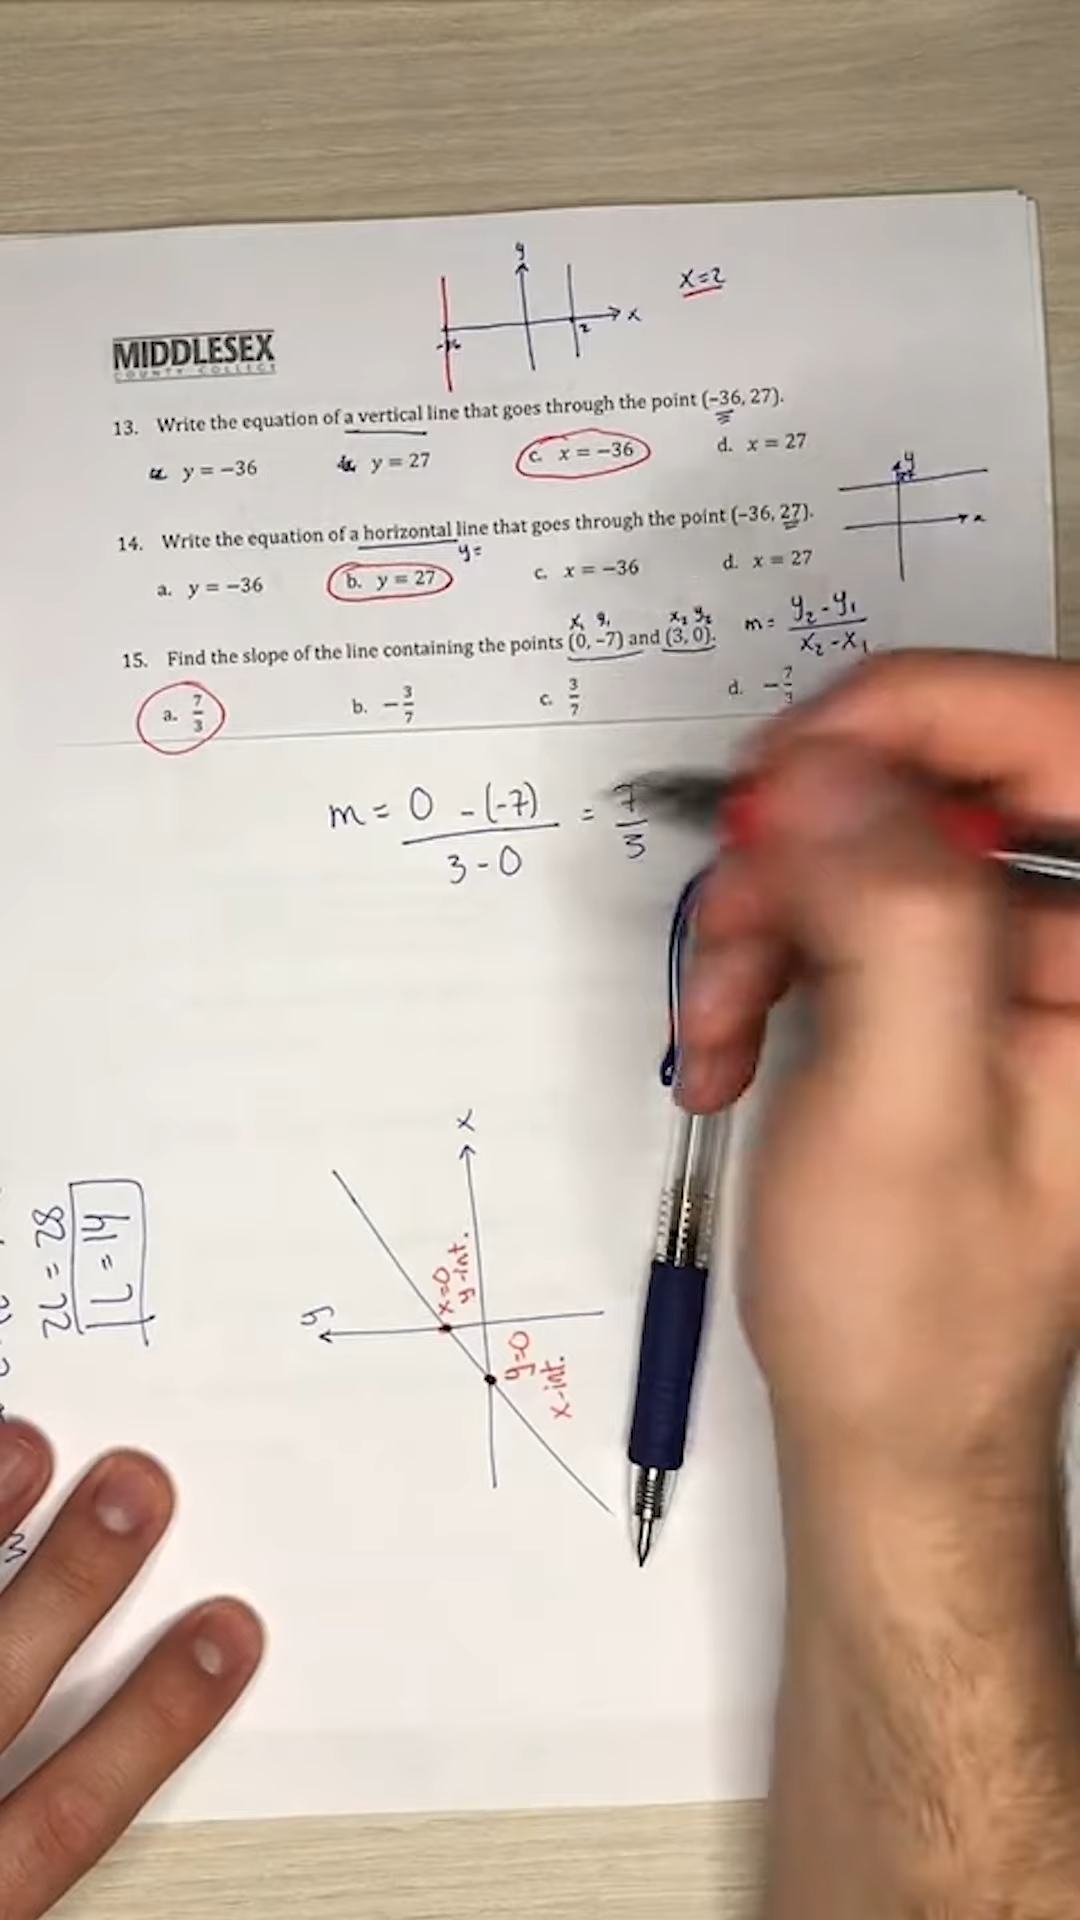 y
x=2
x
-36
2
MIDDLESEX
COUNTY COLLEGE
13. Write the equation of a vertical line that goes through the point (−36, 27).
y = −36 y = 27 c. x = −36 d. x = 27
y
27
x
14. Write the equation of a horizontal line that goes through the point (−36, 27).
y=
a. y = −36 b. y = 27 c. x = −36 d. x = 27
x₁ y₁ x₂ y₂
m = y₂-y₁ / x₂-x₁
15. Find the slope of the line containing the points (0, −7) and (3, 0).
a. 7/3 b. −3/7 c. 3/7 d. −7/3
m = 0 - (-7) / 3 - 0 = 7/3
x
y
x=0
y-int.
y=0
x-int.
2L = 28
L = 14